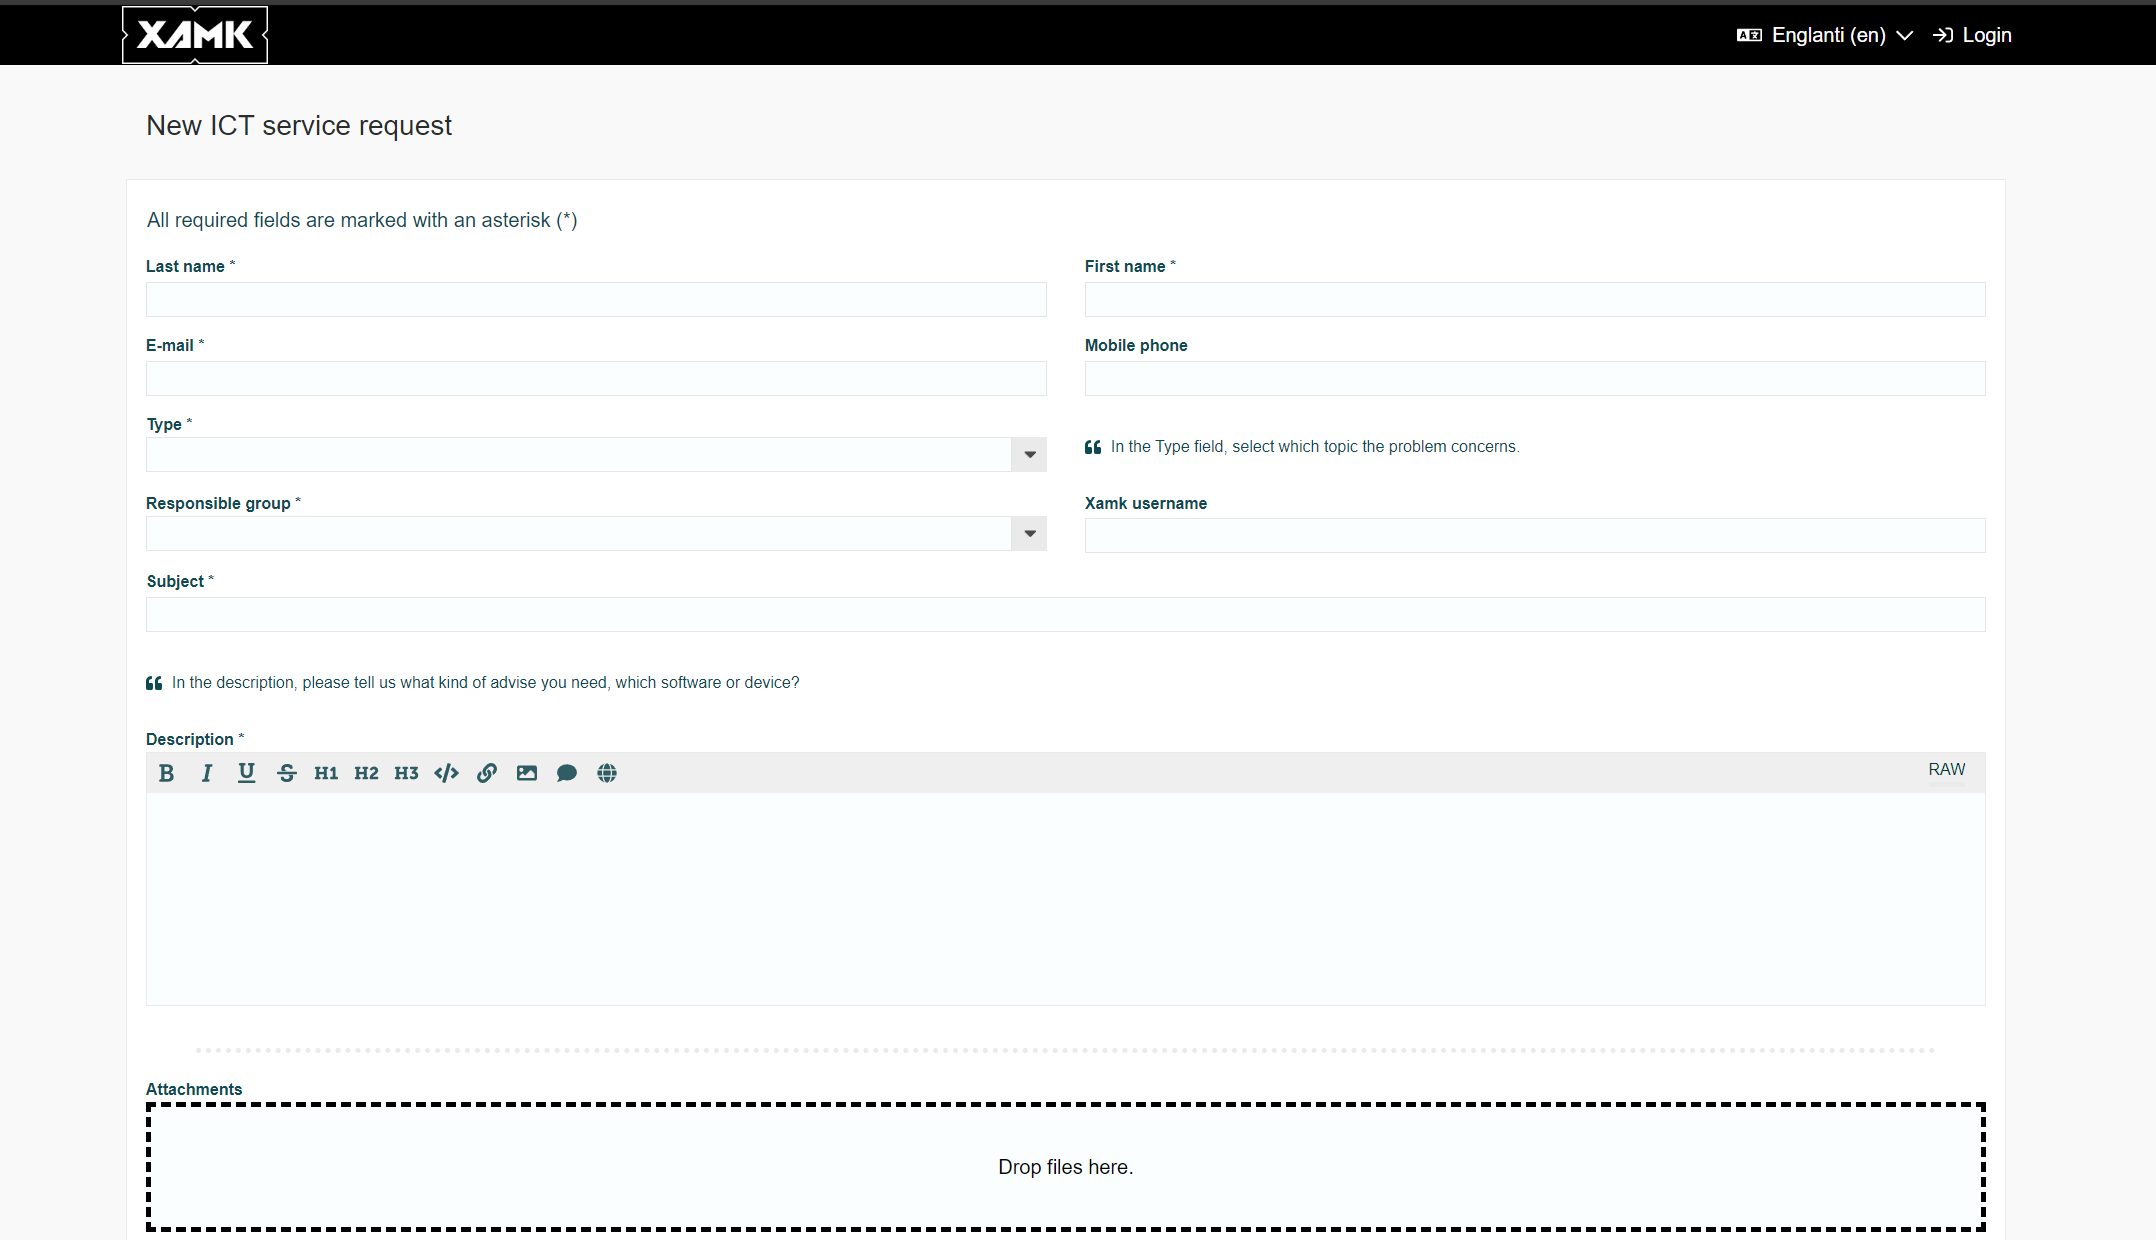 XAMK
Englanti (en)
Login
New ICT service request
All required fields are marked with an asterisk (*)
Last name *
First name *
E-mail *
Mobile phone
Type *
In the Type field, select which topic the problem concerns.
Responsible group *
Xamk username
Subject *
In the description, please tell us what kind of advise you need, which software or device?
Description *
B I U S H1 H2 H3 </> RAW
Attachments
Drop files here.